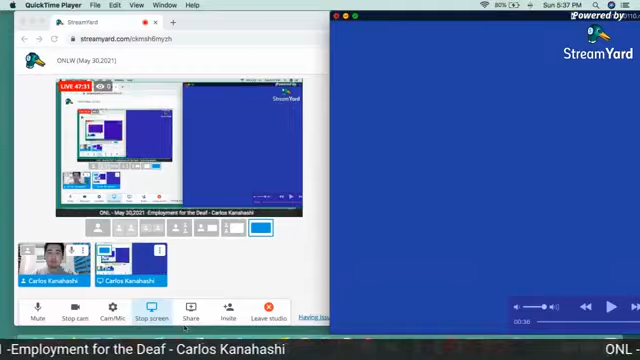 QuickTime Player File Edit View Window Help
80% Sun 5:37 PM
Powered by
StreamYard
StreamYard
streamyard.com/ckmsh6myzh
ONLW (May 30,2021)
LIVE 47:31 0
StreamYard
ONL - May 30,2021 -Employment for the Deaf - Carlos Kanahashi
Carlos Kanahashi
Carlos Kanahashi
Mute Stop cam Cam/Mic Stop screen Share Invite Leave studio
Having issu
00:36
-Employment for the Deaf - Carlos Kanahashi
ONL -